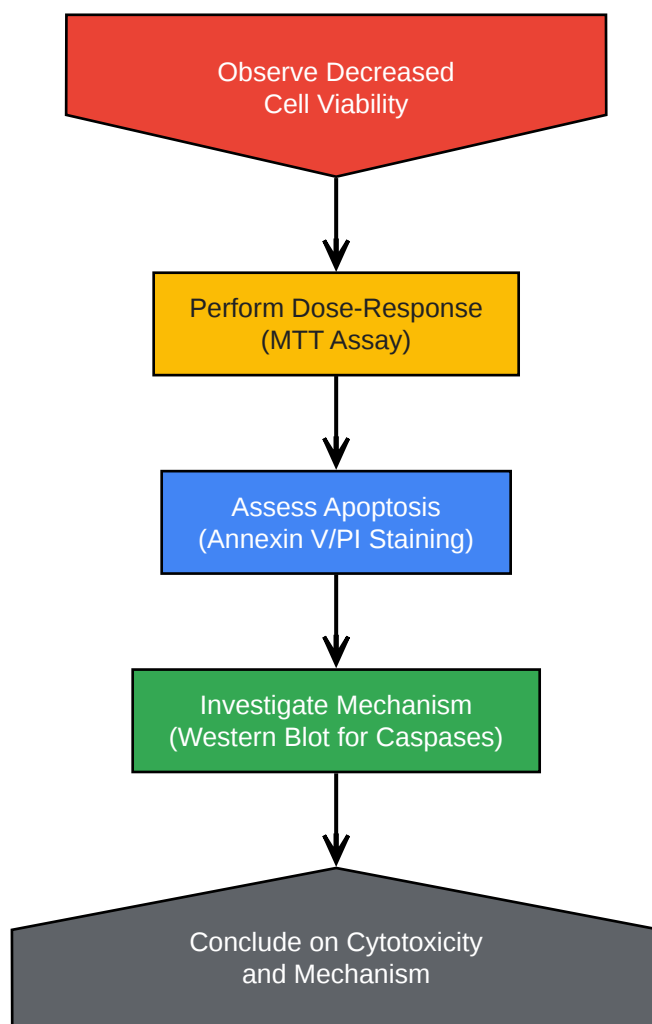 Observe Decreased
Cell Viability
Perform Dose-Response
(MTT Assay)
Assess Apoptosis
(Annexin V/PI Staining)
Investigate Mechanism
(Western Blot for Caspases)
Conclude on Cytotoxicity
and Mechanism